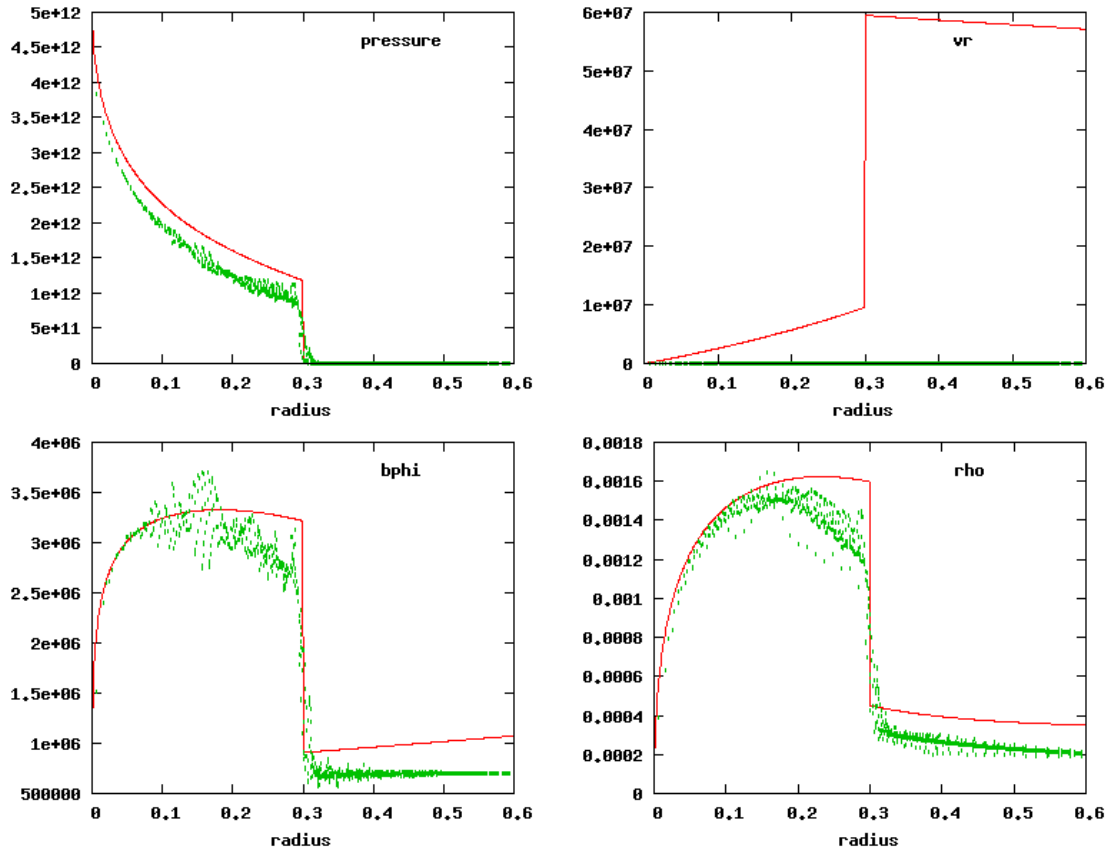 pressure
5e+12
4.5e+12
4e+12
3.5e+12
3e+12
2.5e+12
2e+12
1.5e+12
1e+12
5e+11
0
0 0.1 0.2 0.3 0.4 0.5 0.6
radius
vr
6e+07
5e+07
4e+07
3e+07
2e+07
1e+07
0
0 0.1 0.2 0.3 0.4 0.5 0.6
radius
bphi
4e+06
3.5e+06
3e+06
2.5e+06
2e+06
1.5e+06
1e+06
500000
0 0.1 0.2 0.3 0.4 0.5 0.6
radius
rho
0.0018
0.0016
0.0014
0.0012
0.001
0.0008
0.0006
0.0004
0.0002
0
0 0.1 0.2 0.3 0.4 0.5 0.6
radius